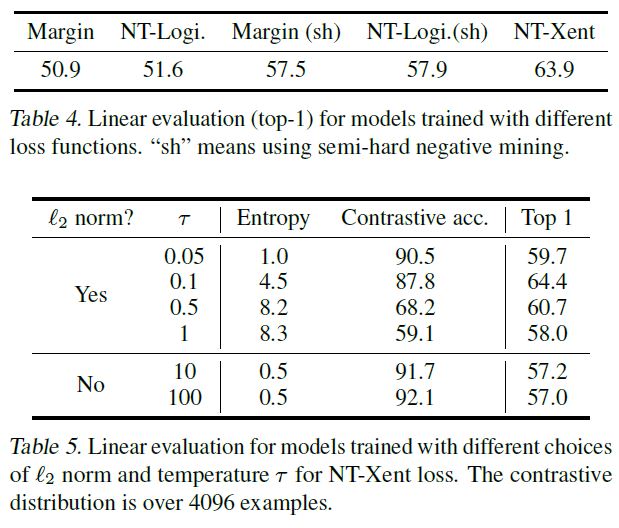 Margin NT-Logi. Margin (sh) NT-Logi.(sh) NT-Xent
50.9 51.6 57.5 57.9 63.9
Table 4. Linear evaluation (top-1) for models trained with different
loss functions. “sh” means using semi-hard negative mining.
ℓ2 norm? τ Entropy Contrastive acc. Top 1
0.05 1.0 90.5 59.7
0.1 4.5 87.8 64.4
Yes
0.5 8.2 68.2 60.7
1 8.3 59.1 58.0
No
10 0.5 91.7 57.2
100 0.5 92.1 57.0
Table 5. Linear evaluation for models trained with different choices
of ℓ2 norm and temperature τ for NT-Xent loss. The contrastive
distribution is over 4096 examples.